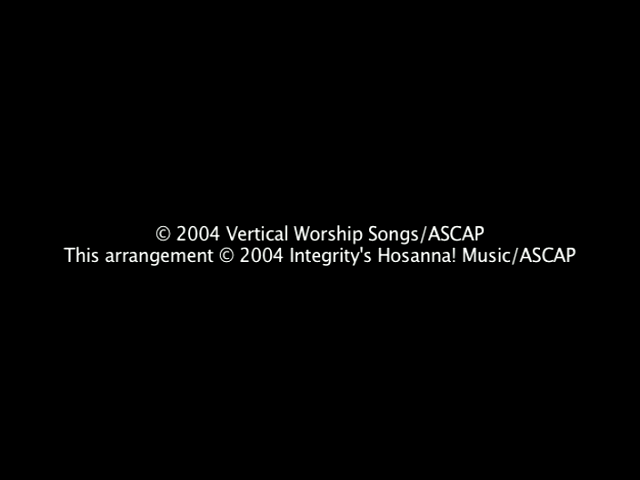 © 2004 Vertical Worship Songs/ASCAP
This arrangement © 2004 Integrity's Hosanna! Music/ASCAP